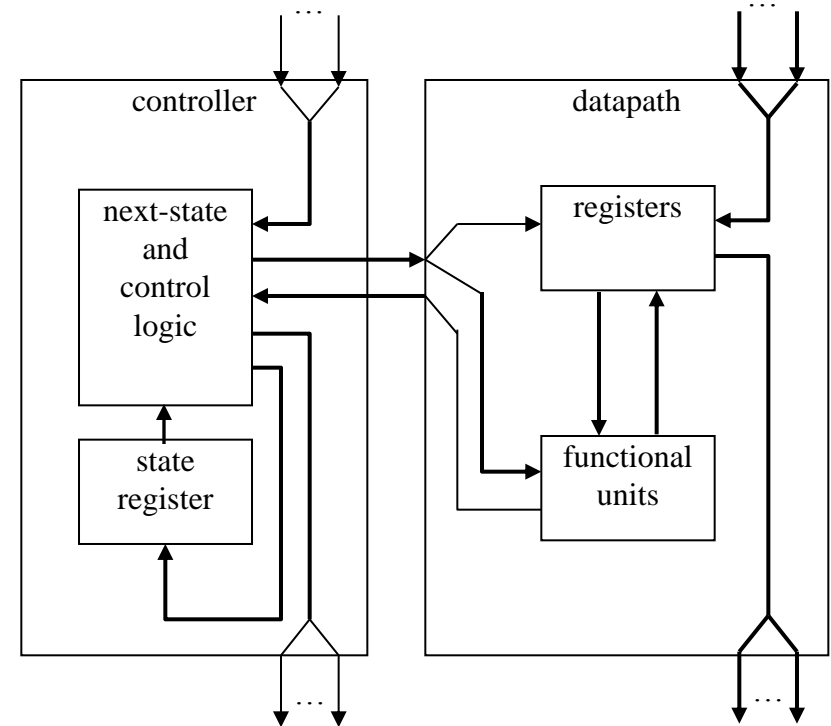 ...
...
controller
datapath
next-state
and
control
logic
registers
state
register
functional
units
...
...